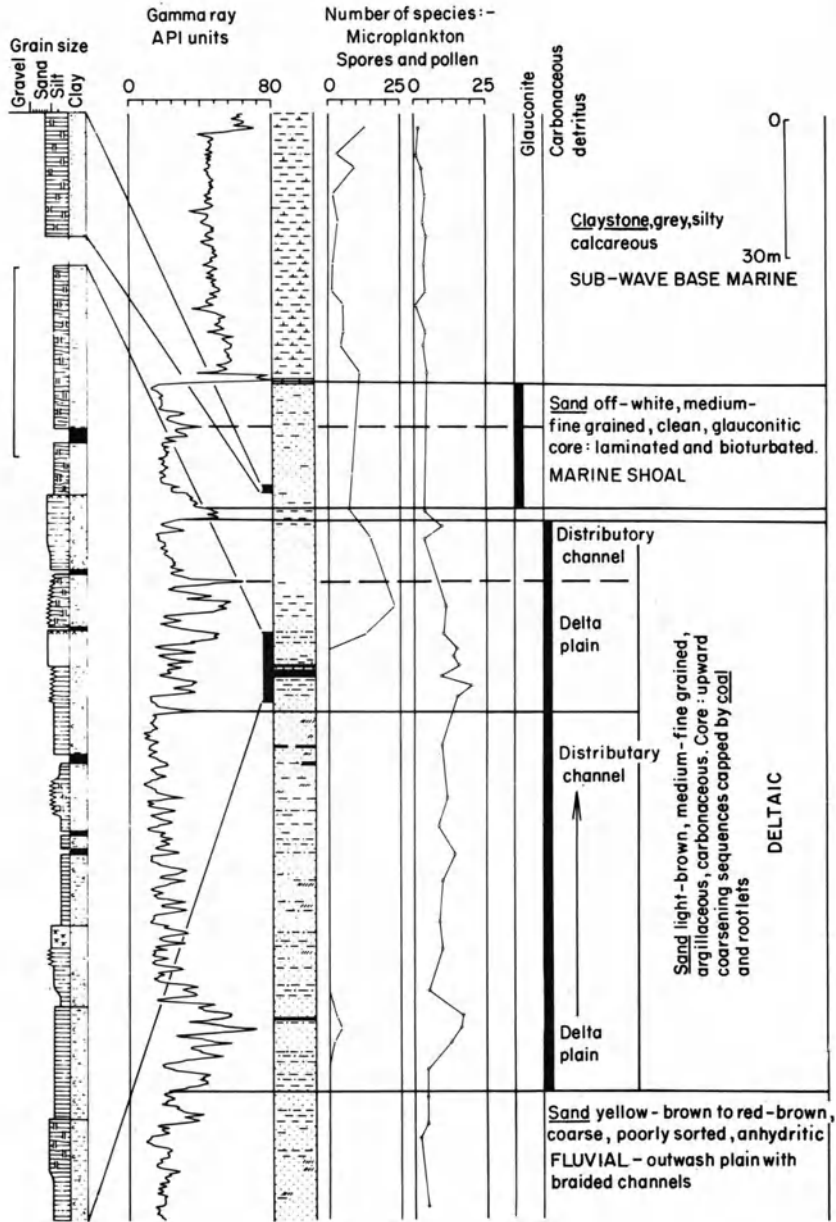 Gamma ray
API units
Number of species:-
Microplankton
Spores and pollen
Grain size
Gravel
Sand
Silt
Clay
0 80
0 25
0 25
Glauconite
Carbonaceous
detritus
0
30m
Claystone, grey, silty
calcareous
SUB-WAVE BASE MARINE
Sand off-white, medium-
fine grained, clean, glauconitic
core: laminated and bioturbated.
MARINE SHOAL
Distributory
channel
Delta
plain
Distributary
channel
Delta
plain
Sand light-brown, medium-fine grained,
argillaceous, carbonaceous. Core: upward
coarsening sequences capped by coal
and rootlets
DELTAIC
Sand yellow-brown to red-brown,
coarse, poorly sorted, anhydritic
FLUVIAL-outwash plain with
braided channels